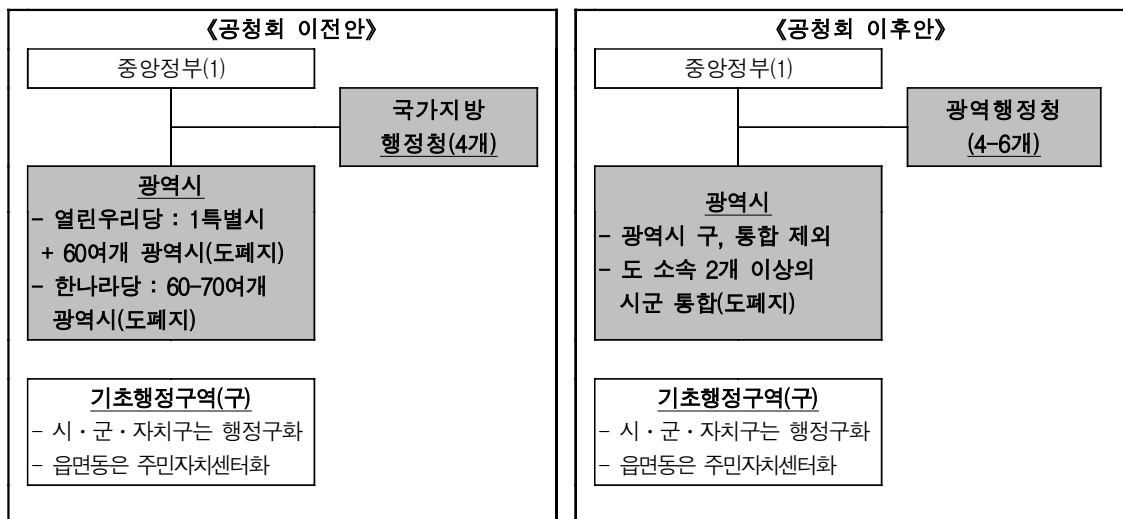 《공청회 이전안》
중앙정부(1)
국가지방
행정청(4개)
광역시
- 열린우리당 : 1특별시
+ 60여개 광역시(도폐지)
- 한나라당 : 60-70여개
광역시(도폐지)
기초행정구역(구)
- 시·군·자치구는 행정구화
- 읍면동은 주민자치센터화
《공청회 이후안》
중앙정부(1)
광역행정청
(4-6개)
광역시
- 광역시 구, 통합 제외
- 도 소속 2개 이상의
시군 통합(도폐지)
기초행정구역(구)
- 시·군·자치구는 행정구화
- 읍면동은 주민자치센터화